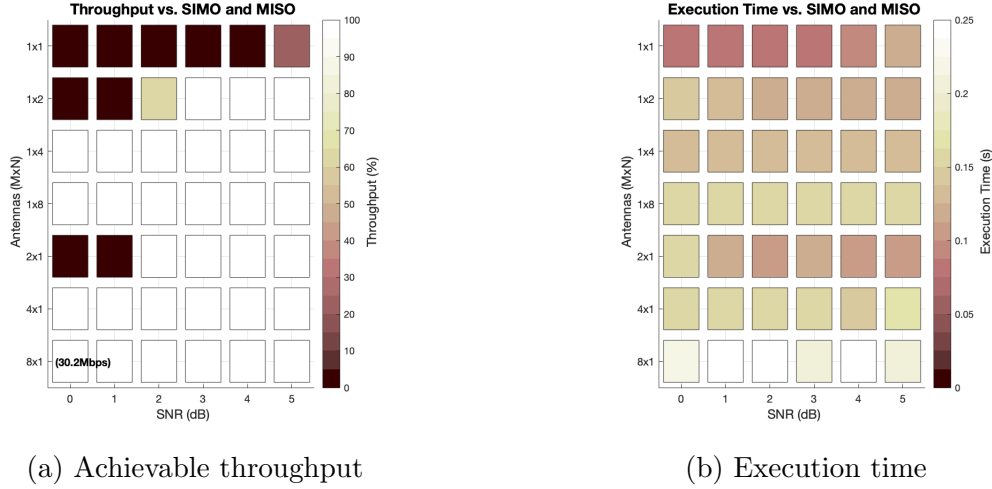 Throughput vs. SIMO and MISO
Antennas (MxN)
1x1
1x2
1x4
1x8
2x1
4x1
8x1
(30.2Mbps)
0 1 2 3 4 5
SNR (dB)
100
90
80
70
60
50
40
30
20
10
0
Throughput (%)
(a) Achievable throughput
Execution Time vs. SIMO and MISO
Antennas (MxN)
1x1
1x2
1x4
1x8
2x1
4x1
8x1
0 1 2 3 4 5
SNR (dB)
0.25
0.2
0.15
0.1
0.05
0
Execution Time (s)
(b) Execution time